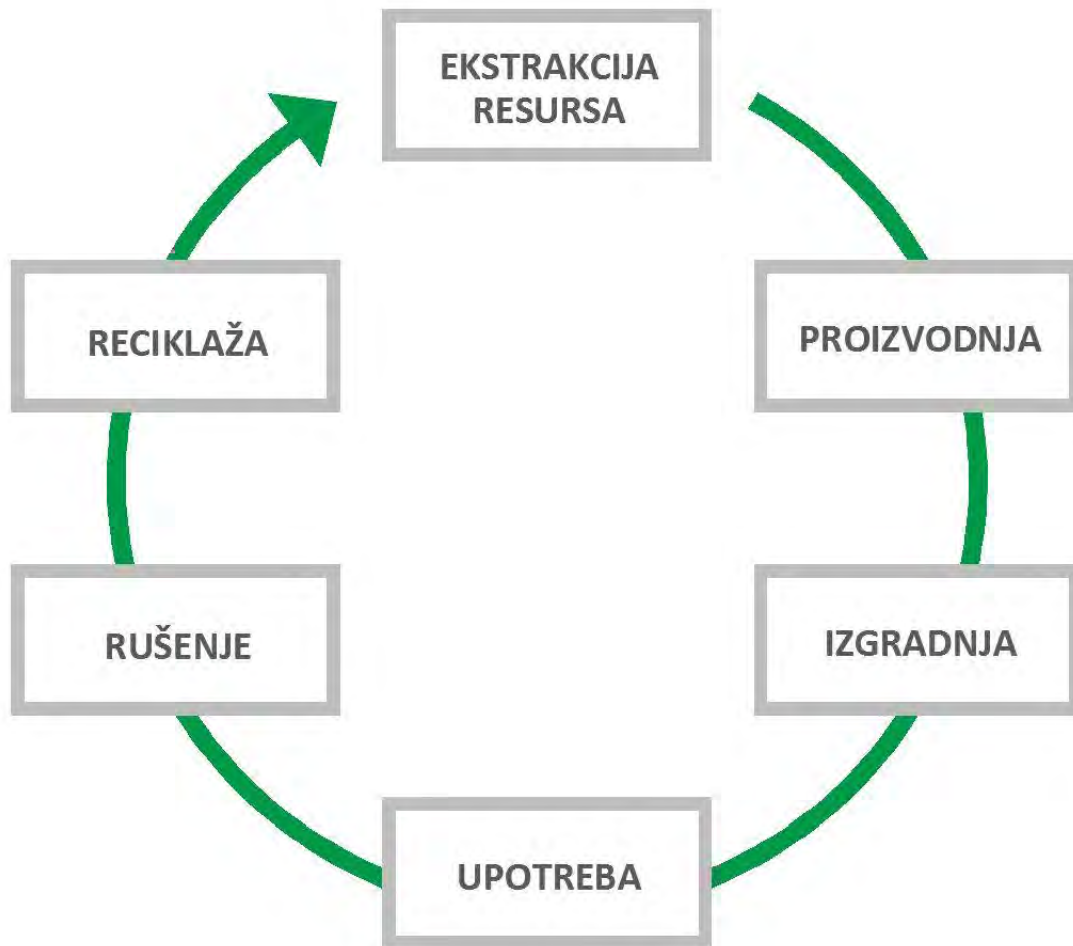 EKSTRAKCIJA
RESURSA
PROIZVODNJA
IZGRADNJA
UPOTREBA
RUŠENJE
RECIKLAŽA